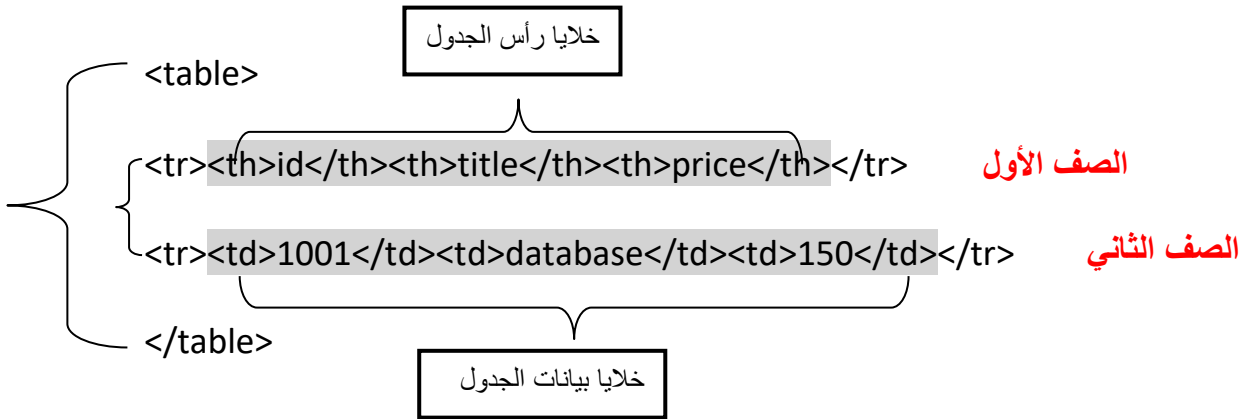 خلايا رأس الجدول
<table>
<tr><th>id</th><th>title</th><th>price</th></tr> الصف الأول
<tr><td>1001</td><td>database</td><td>150</td></tr> الصف الثاني
</table>
خلايا بيانات الجدول